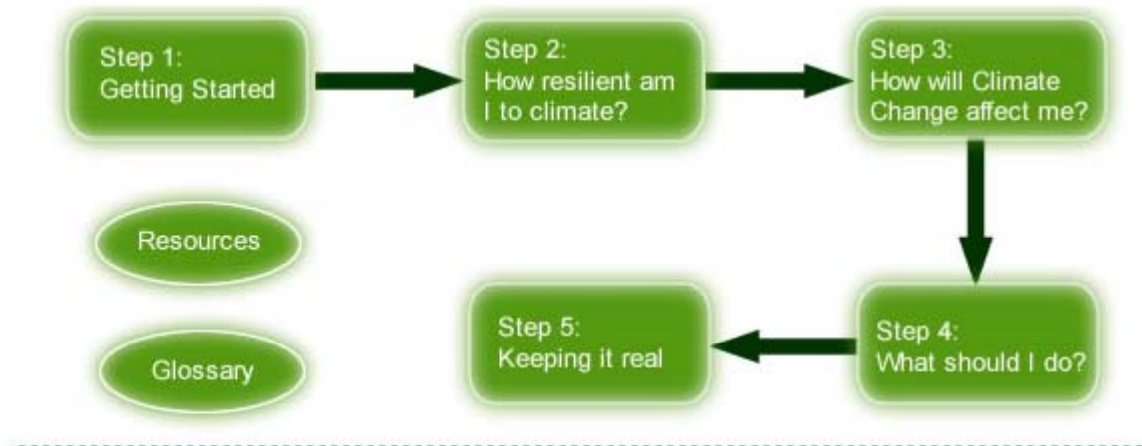 Step 1:
Getting Started
Step 2:
How resilient am
I to climate?
Step 3:
How will Climate
Change affect me?
Resources
Step 5:
Keeping it real
Step 4:
What should I do?
Glossary